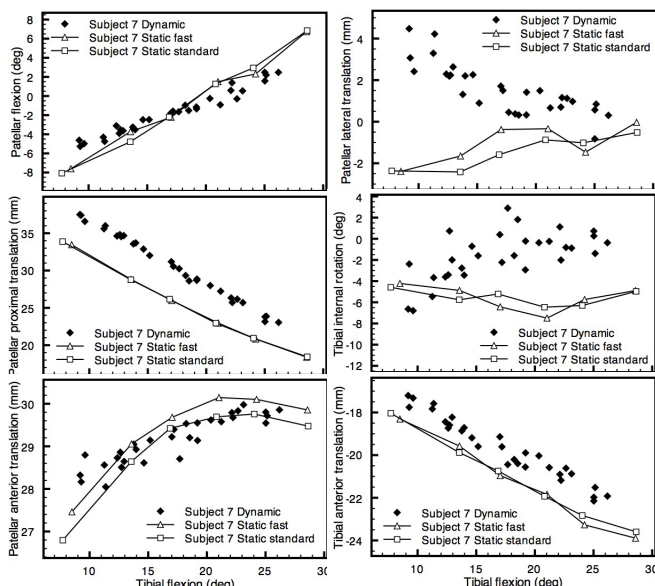 Patellar flexion (deg)
8
6
4
2
0
-2
-4
-6
-8
Subject 7 Dynamic
Subject 7 Static fast
Subject 7 Static standard
10
15
20
25
30
Patellar lateral translation (mm)
4
2
0
-2
Subject 7 Dynamic
Subject 7 Static fast
Subject 7 Static standard
Patellar proximal translation (mm)
35
30
25
20
Subject 7 Dynamic
Subject 7 Static fast
Subject 7 Static standard
Tibial internal rotation (deg)
4
2
0
-2
-4
-6
-8
-10
-12
Subject 7 Dynamic
Subject 7 Static fast
Subject 7 Static standard
Patellar anterior translation (mm)
30
29
28
27
Subject 7 Dynamic
Subject 7 Static fast
Subject 7 Static standard
10
15
20
25
30
Tibial flexion (deg)
Tibial anterior translation (mm)
-18
-20
-22
-24
Subject 7 Dynamic
Subject 7 Static fast
Subject 7 Static standard
10
15
20
25
Tibial flexion (deg)